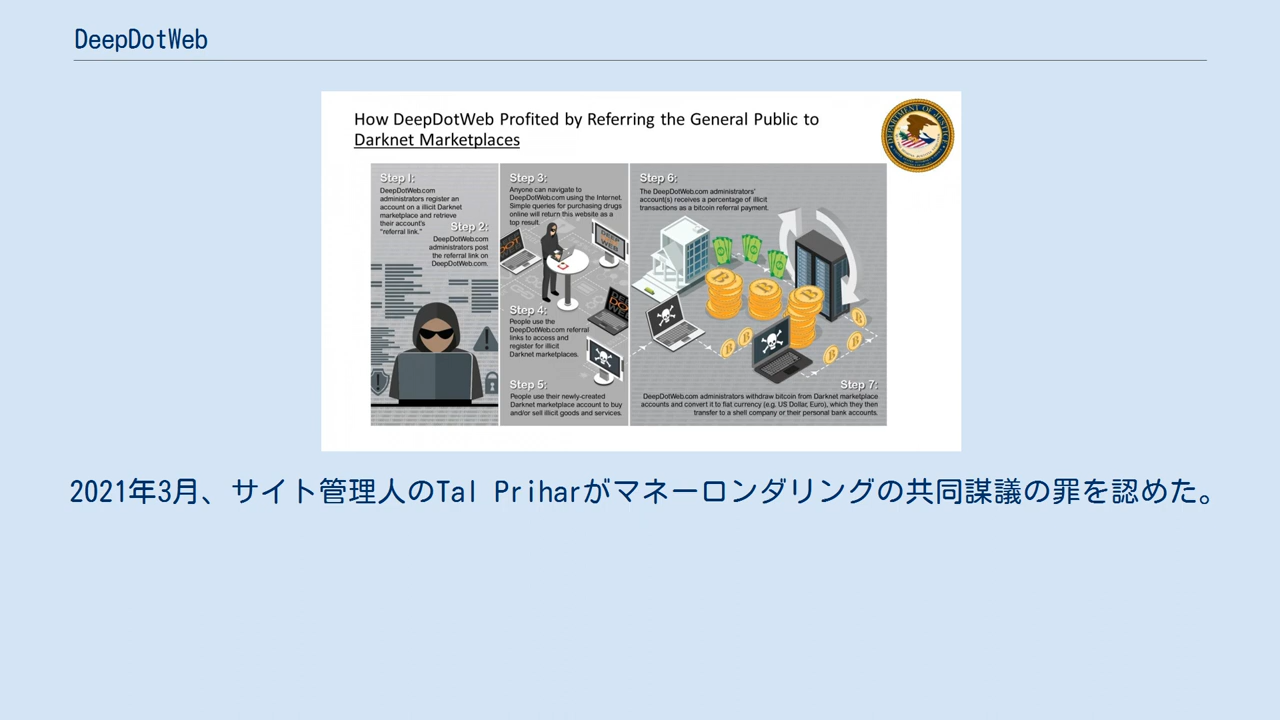 DeepDotWeb
How DeepDotWeb Profited by Referring the General Public to
Darknet Marketplaces
DEPARTMENT OF JUSTICE
Step 1:
DeepDotWeb.com
administrators register an
account on a illicit Darknet
marketplace and retrieve
their account's
"referral link."
Step 2:
DeepDotWeb.com
administrators post
the referral link on
DeepDotWeb.com.
Step 3:
Anyone can navigate to
DeepDotWeb.com using the Internet.
Simple queries for purchasing drugs
online will return this website as a
top result.
DEEP
WEB
Step 4:
People use the
DeepDotWeb.com referral
links to access and
register for illicit
Darknet marketplaces.
Step 5:
People use their newly-created
Darknet marketplace account to buy
and/or sell illicit goods and services.
Step 6:
The DeepDotWeb.com administrators'
account(s) receives a percentage of illicit
transactions as a bitcoin referral payment.
Step 7:
DeepDotWeb.com administrators withdraw bitcoin from Darknet marketplace
accounts and convert it to fiat currency (e.g. US Dollar, Euro), which they then
transfer to a shell company or their personal bank accounts.
2021年3月、サイト管理人のTal Priharがマネーロンダリングの共同謀議の罪を認めた。